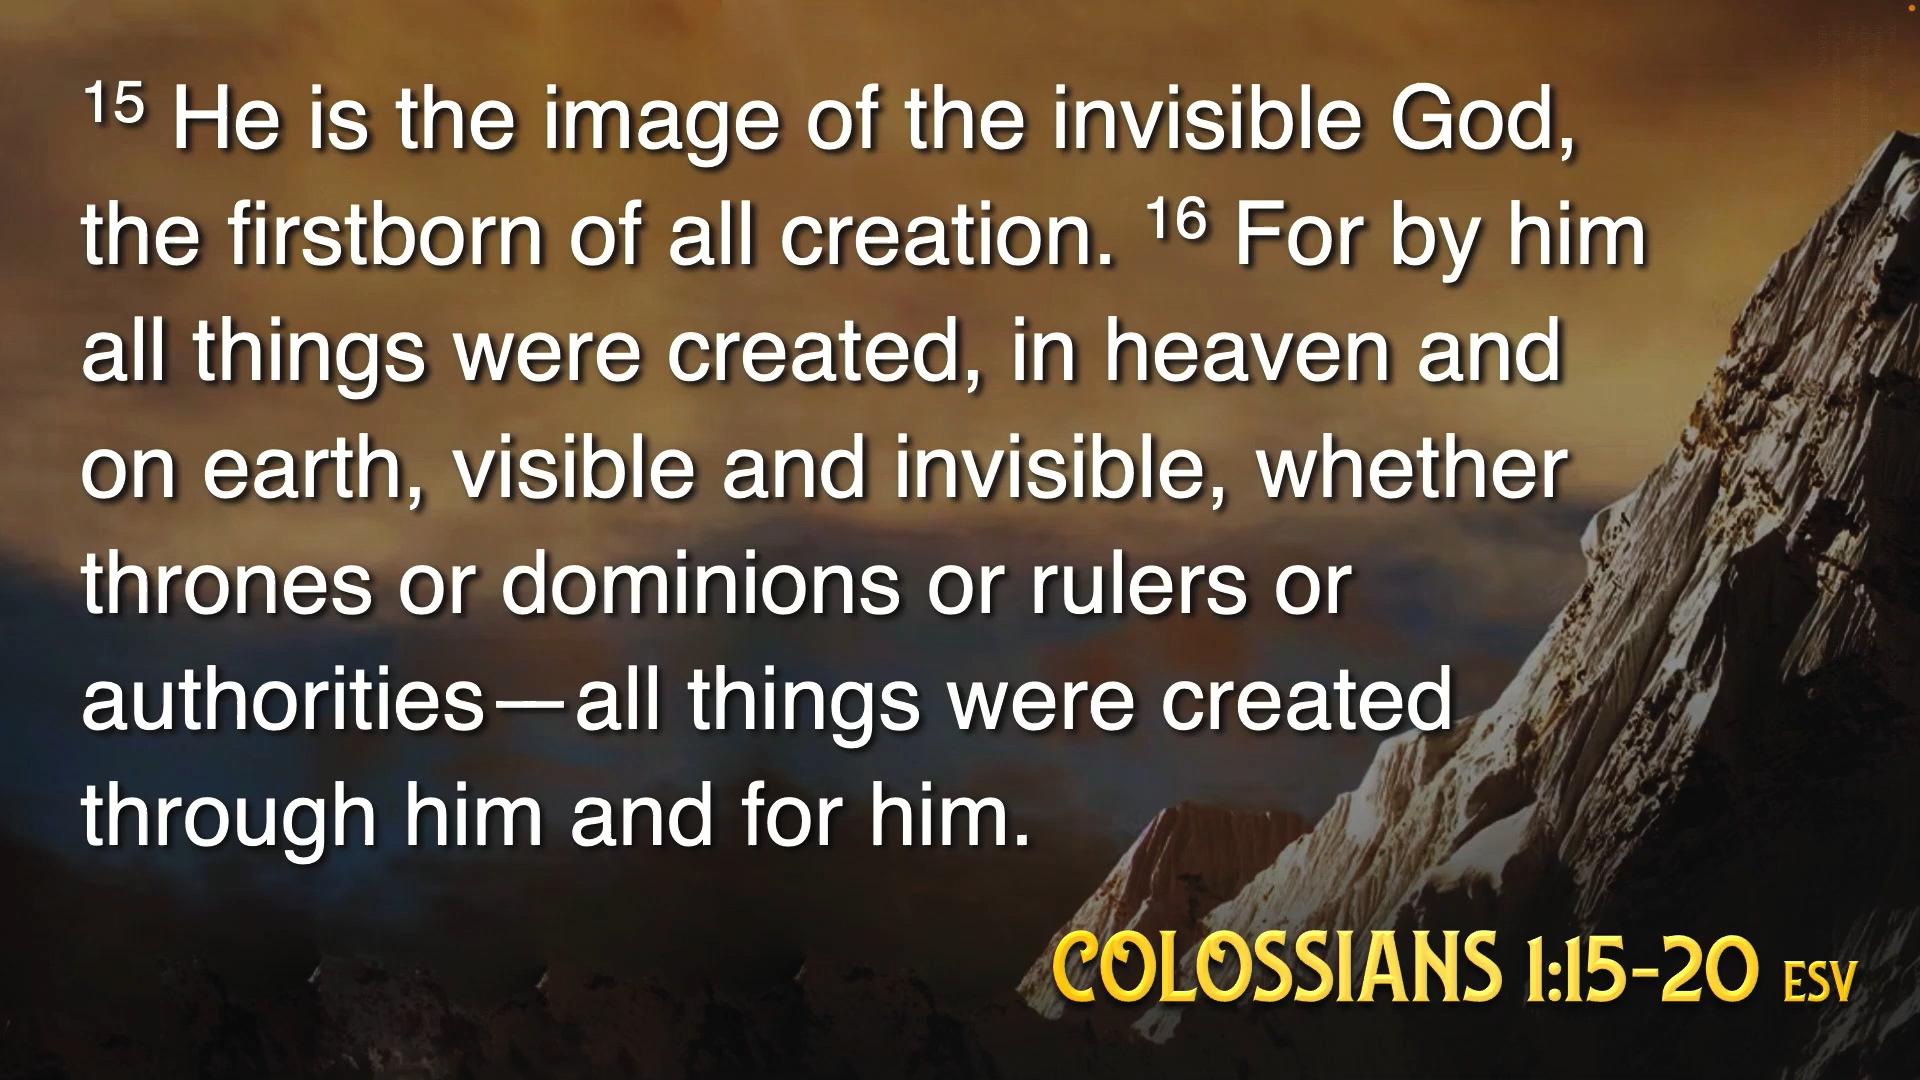 15 He is the image of the invisible God,
the firstborn of all creation. 16 For by him
all things were created, in heaven and
on earth, visible and invisible, whether
thrones or dominions or rulers or
authorities—all things were created
through him and for him.
COLOSSIANS 1:15-20 ESV